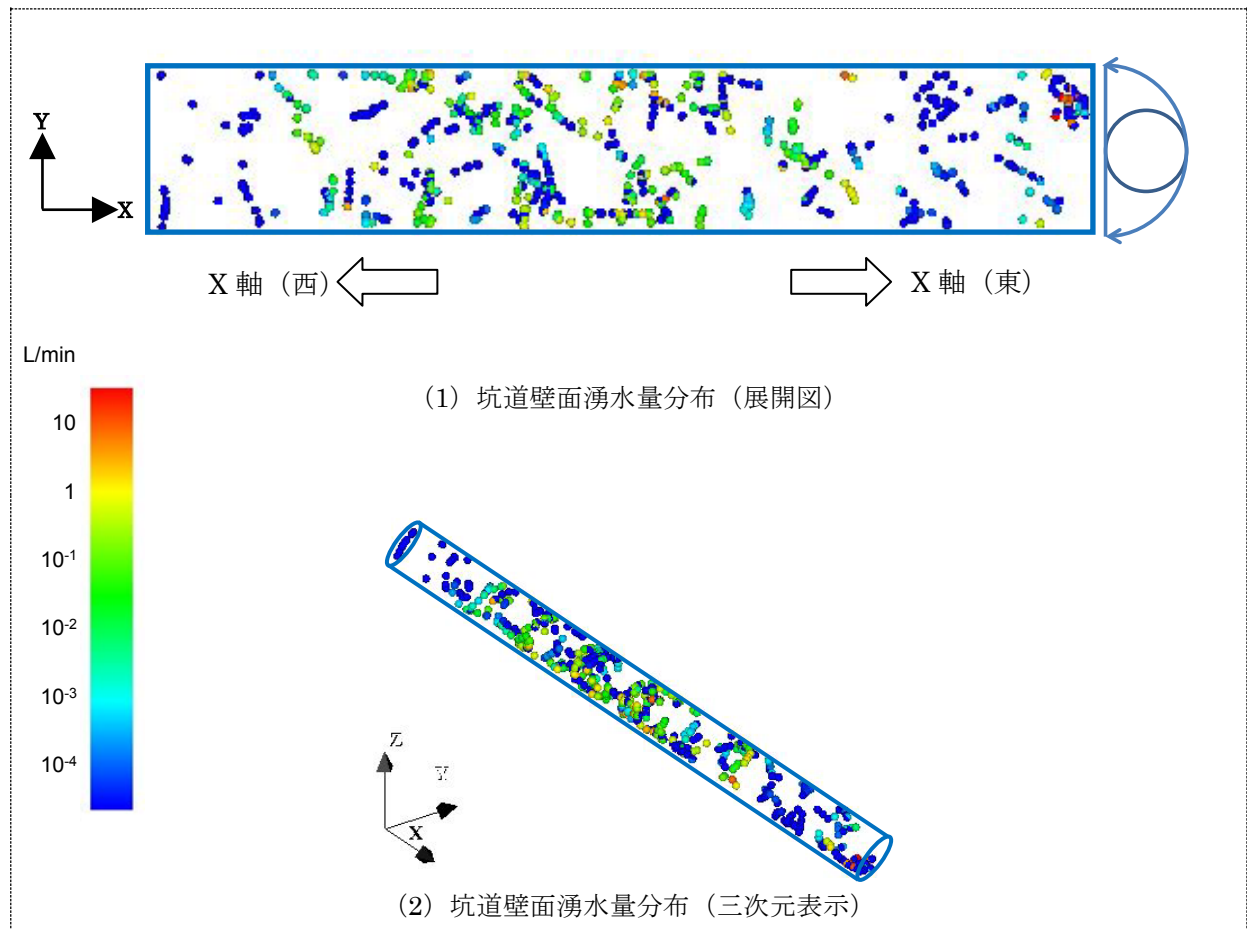 Y
X
X 軸（西）
X 軸（東）
L/min
（1）坑道壁面湧水量分布（展開図）
10
1
10-1
10-2
10-3
10-4
Z
Y
X
（2）坑道壁面湧水量分布（三次元表示）